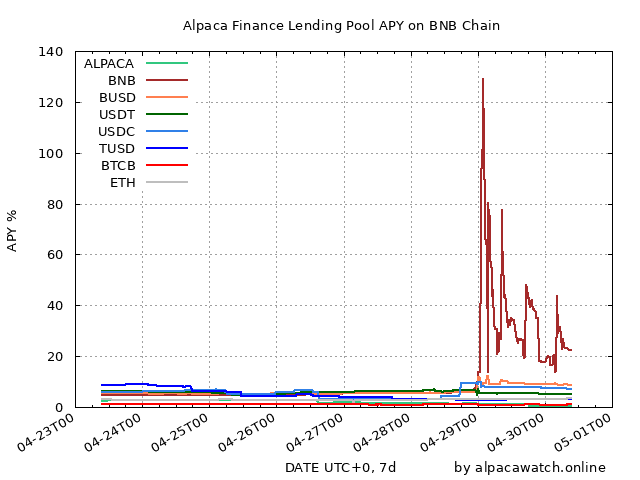 Alpaca Finance Lending Pool APY on BNB Chain
140
120
100
80
60
40
20
0
APY %
ALPACA
BNB
BUSD
USDT
USDC
TUSD
BTCB
ETH
04-23T00
04-24T00
04-25T00
04-26T00
04-27T00
04-28T00
04-29T00
04-30T00
05-01T00
DATE UTC+0, 7d
by alpacawatch.online